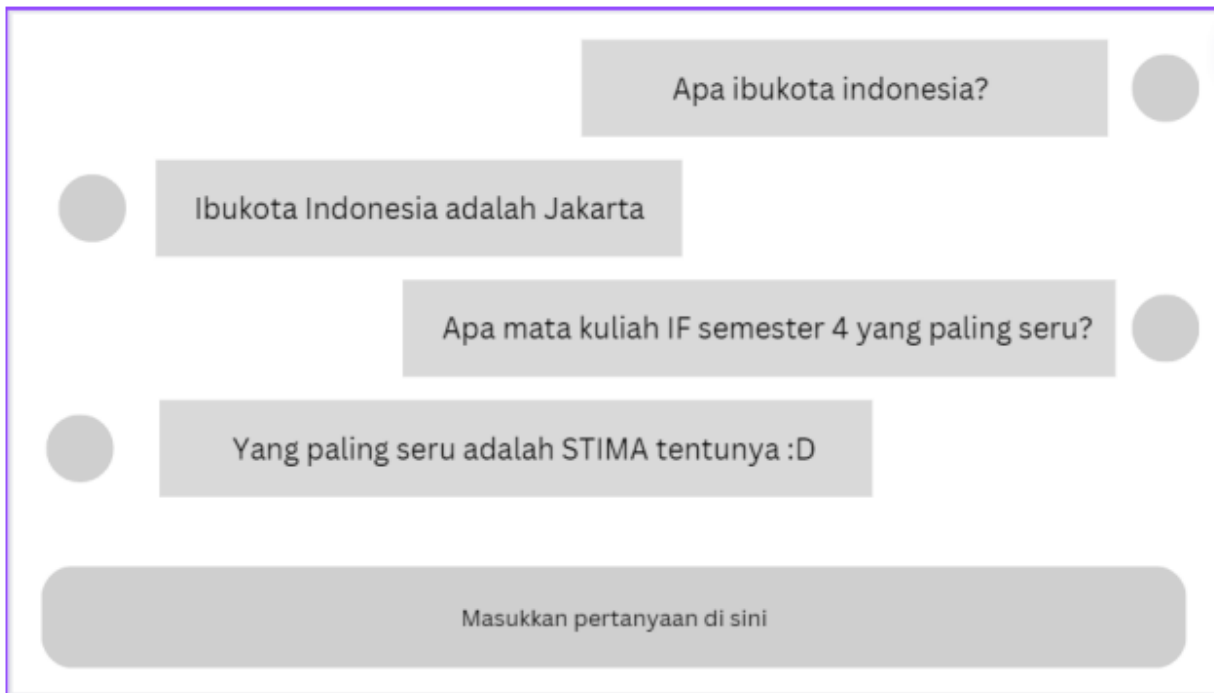 Apa ibukota indonesia?
Ibukota Indonesia adalah Jakarta
Apa mata kuliah IF semester 4 yang paling seru?
Yang paling seru adalah STIMA tentunya :D
Masukkan pertanyaan di sini